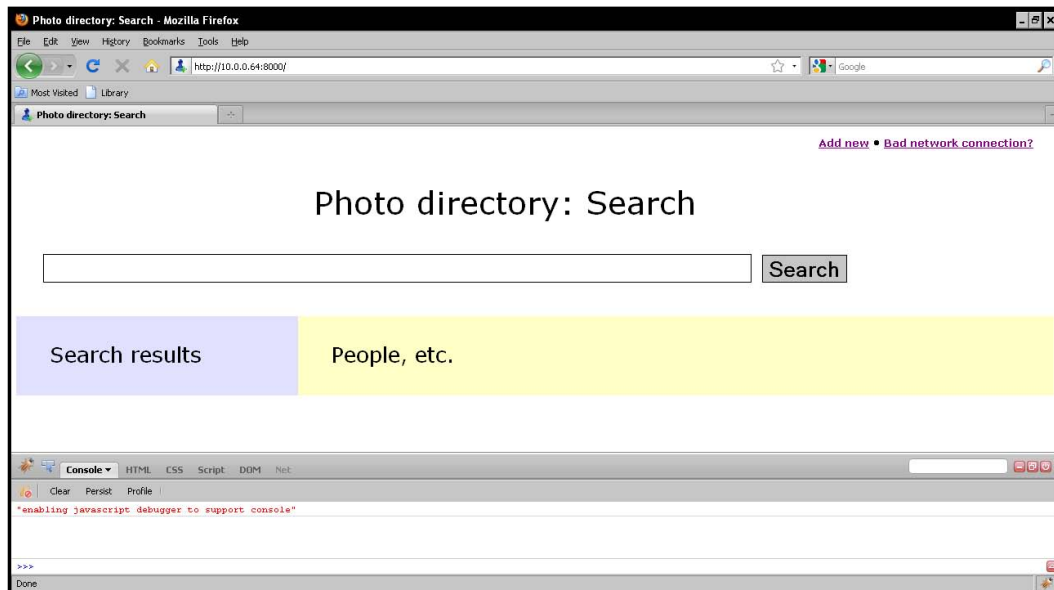 Photo directory: Search - Mozilla Firefox
File Edit View History Bookmarks Tools Help
http://10.0.0.64:8000/ Google
Most Visited Library
Photo directory: Search
Add new • Bad network connection?
Photo directory: Search
Search
Search results People, etc.
Console HTML CSS Script DOM Net
Clear Persist Profile
"enabling javascript debugger to support console"
>>>
Done